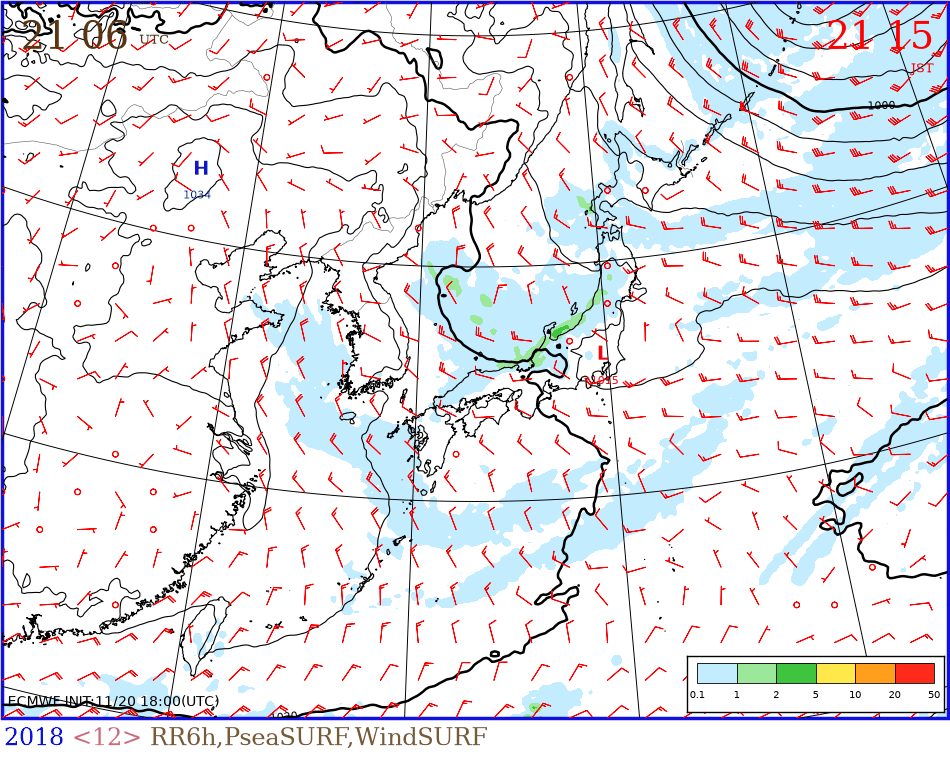 21 06 UTC
21 15 JST
1000
H
1034
L
ECMWF INIT:11/20 18:00(UTC)
0.1 1 2 5 10 20 50
2018 <12> RR6h,PseaSURF,WindSURF